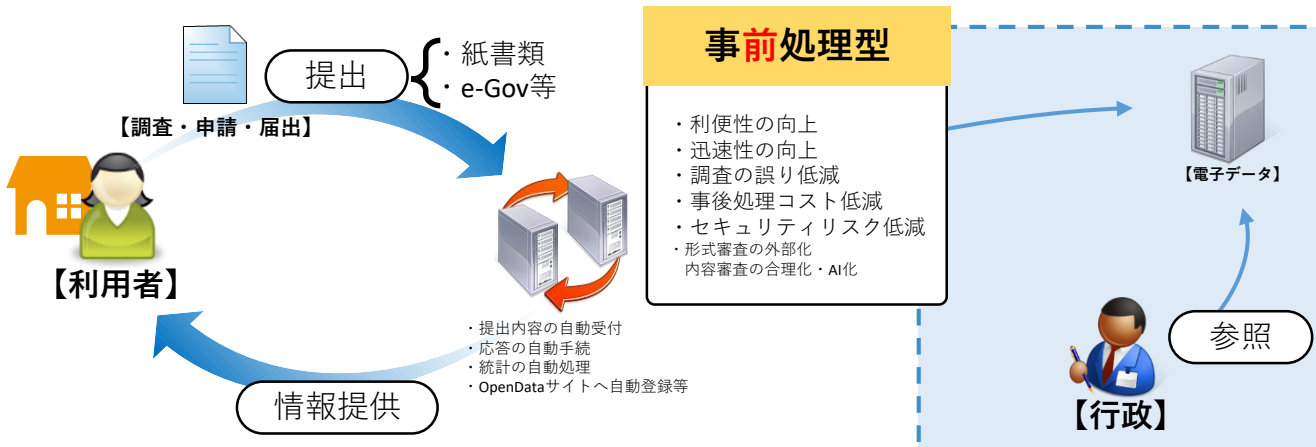 提出
・紙書類
・e-Gov等
【調査・申請・届出】
【利用者】
・提出内容の自動受付
・応答の自動手続
・統計の自動処理
・OpenDataサイトへ自動登録等
情報提供
事前処理型
・利便性の向上
・迅速性の向上
・調査の誤り低減
・事後処理コスト低減
・セキュリティリスク低減
・形式審査の外部化
内容審査の合理化・AI化
【電子データ】
参照
【行政】